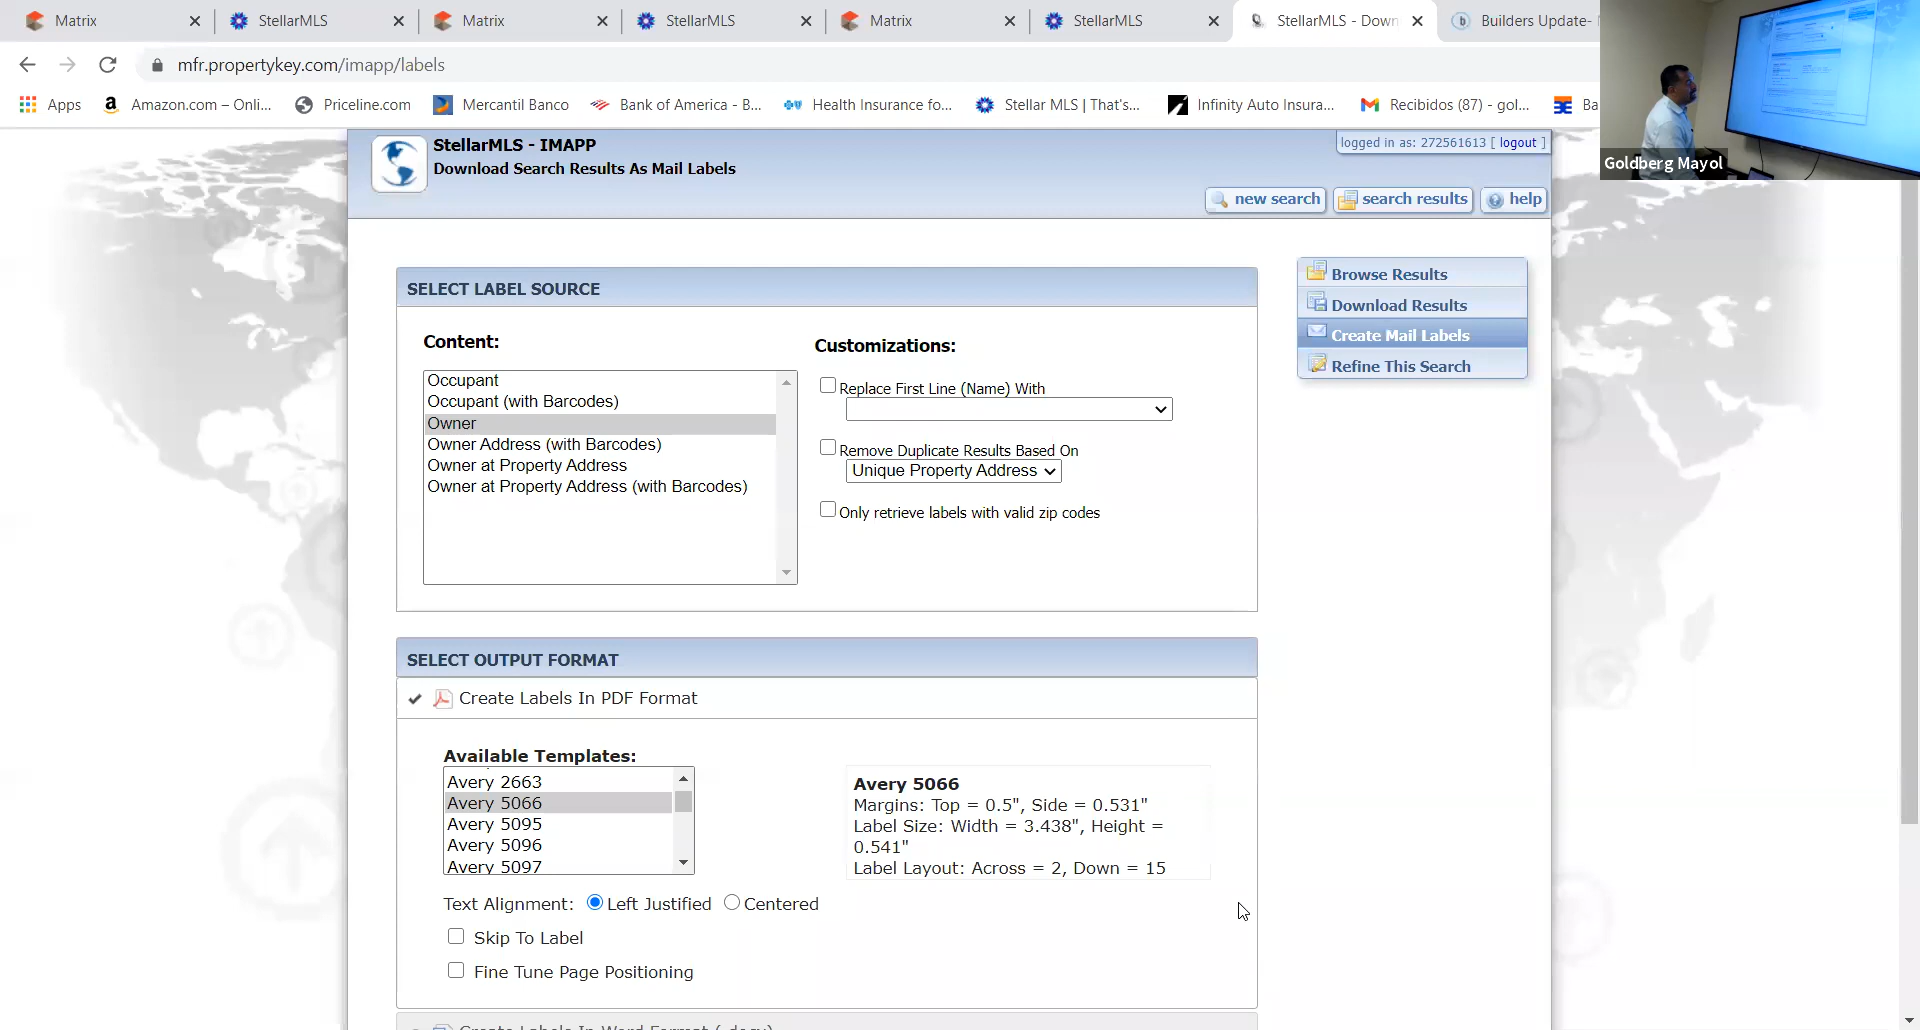 Matrix
StellarMLS
Matrix
StellarMLS
Matrix
StellarMLS
StellarMLS - Down
Builders Update-
mfr.propertykey.com/imapp/labels
Apps
Amazon.com – Onli...
Priceline.com
Mercantil Banco
Bank of America - B...
Health Insurance fo...
Stellar MLS | That's...
Infinity Auto Insura...
Recibidos (87) - gol...
Ba
Goldberg Mayol
StellarMLS - IMAPP
Download Search Results As Mail Labels
logged in as: 272561613 [ logout ]
new search
search results
help
Browse Results
Download Results
Create Mail Labels
Refine This Search
SELECT LABEL SOURCE
Content:
Occupant
Occupant (with Barcodes)
Owner
Owner Address (with Barcodes)
Owner at Property Address
Owner at Property Address (with Barcodes)
Customizations:
Replace First Line (Name) With
Remove Duplicate Results Based On
Unique Property Address
Only retrieve labels with valid zip codes
SELECT OUTPUT FORMAT
Create Labels In PDF Format
Available Templates:
Avery 2663
Avery 5066
Avery 5095
Avery 5096
Avery 5097
Avery 5066
Margins: Top = 0.5", Side = 0.531"
Label Size: Width = 3.438", Height =
0.541"
Label Layout: Across = 2, Down = 15
Text Alignment: Left Justified Centered
Skip To Label
Fine Tune Page Positioning
Create Labels In Word Format (.docx)